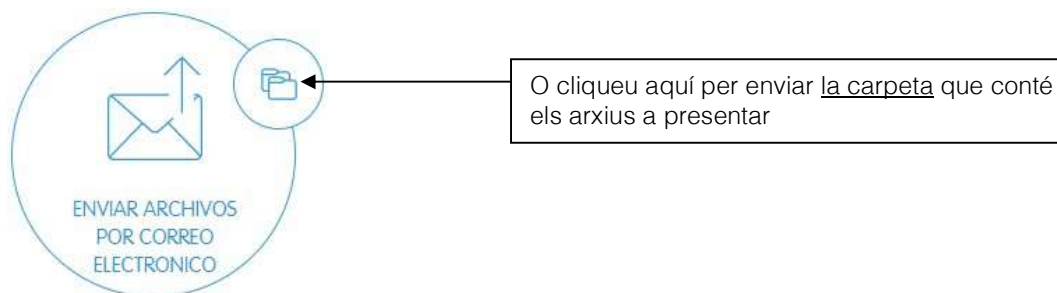 O cliqueu aquí per enviar la carpeta que conté
els arxius a presentar
ENVIAR ARCHIVOS
POR CORREO
ELECTRONICO